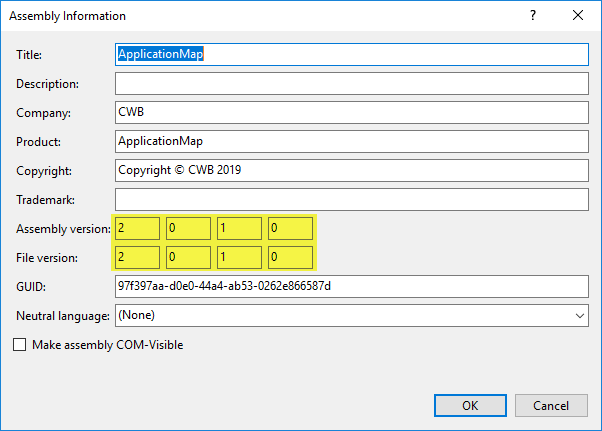 Assembly Information ?
Title: ApplicationMap
Description:
Company: CWB
Product: ApplicationMap
Copyright: Copyright © CWB 2019
Trademark:
Assembly version: 2 0 1 0
File version: 2 0 1 0
GUID: 97f397aa-d0e0-44a4-ab53-0262e866587d
Neutral language: (None)
Make assembly COM-Visible
OK Cancel